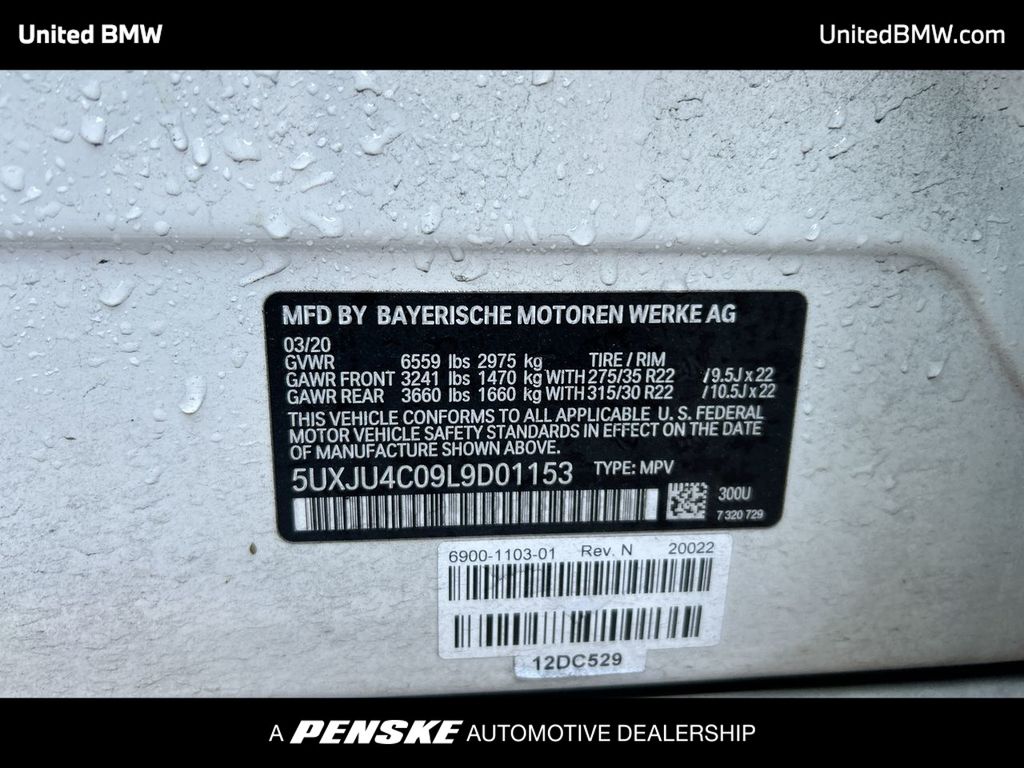 United BMW
UnitedBMW.com
MFD BY BAYERISCHE MOTOREN WERKE AG
03/20
GVWR 6559 lbs 2975 kg TIRE / RIM
GAWR FRONT 3241 lbs 1470 kg WITH 275/35 R22 /9.5J x 22
GAWR REAR 3660 lbs 1660 kg WITH 315/30 R22 /10.5J x 22
THIS VEHICLE CONFORMS TO ALL APPLICABLE U. S. FEDERAL
MOTOR VEHICLE SAFETY STANDARDS IN EFFECT ON THE DATE
OF MANUFACTURE SHOWN ABOVE.
5UXJU4C09L9D01153 TYPE: MPV
300U
7 320 729
6900-1103-01 Rev. N 20022
12DC529
A PENSKE AUTOMOTIVE DEALERSHIP